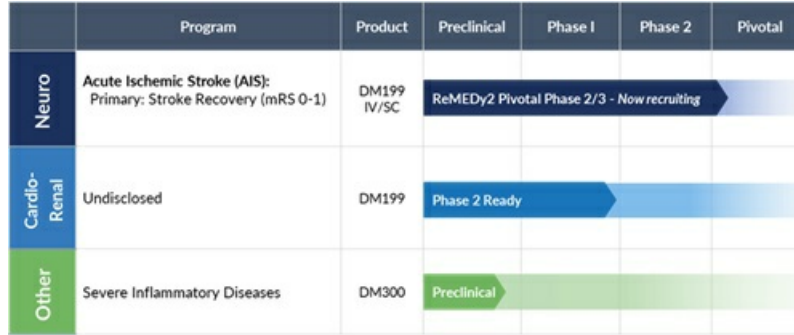 Program Product Preclinical Phase I Phase 2 Pivotal
Neuro
Acute Ischemic Stroke (AIS):
Primary: Stroke Recovery (mRS 0-1)
DM199
IV/SC
ReMEDy2 Pivotal Phase 2/3 - Now recruiting
Cardio-
Renal
Undisclosed
DM199
Phase 2 Ready
Other
Severe Inflammatory Diseases
DM300
Preclinical